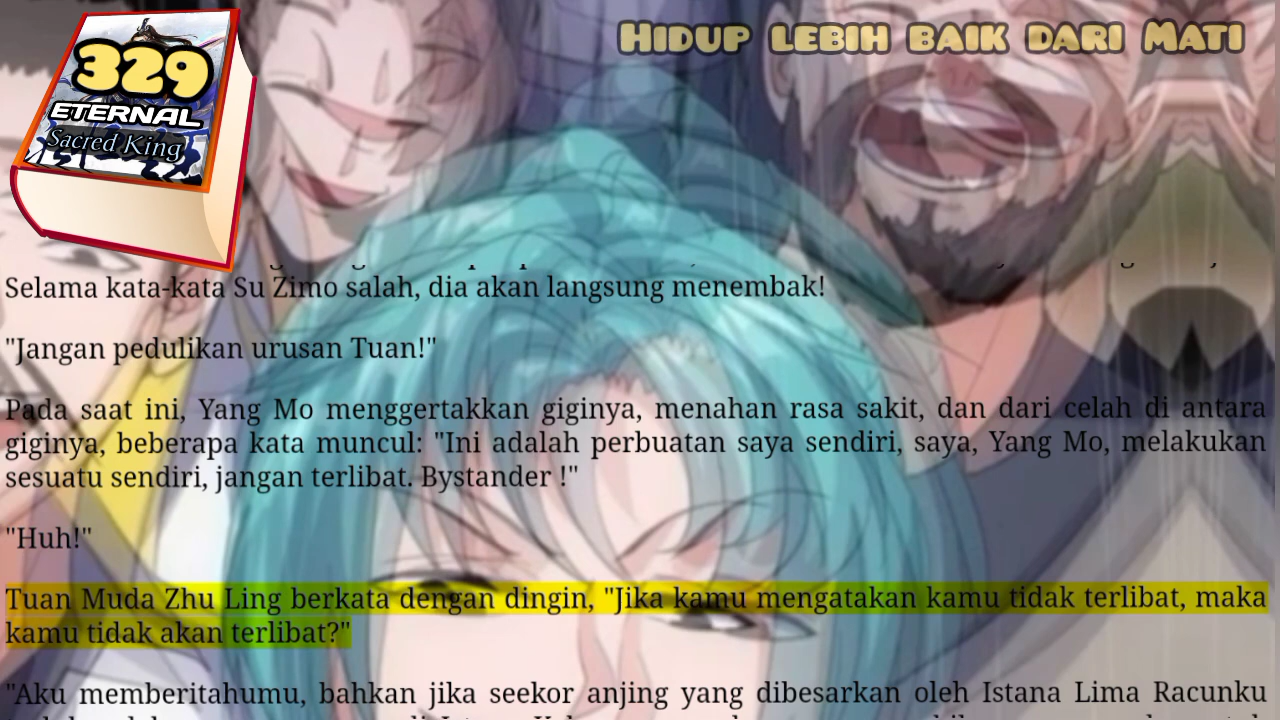 329
ETERNAL
Sacred King
HIDUP LEBIH BAIK DARI MATI
Selama kata-kata Su Zimo salah, dia akan langsung menembak!
"Jangan pedulikan urusan Tuan!"
Pada saat ini, Yang Mo menggertakkan giginya, menahan rasa sakit, dan dari celah di antara
giginya, beberapa kata muncul: "Ini adalah perbuatan saya sendiri, saya, Yang Mo, melakukan
sesuatu sendiri, jangan terlibat. Bystander !"
"Huh!"
Tuan Muda Zhu Ling berkata dengan dingin, "Jika kamu mengatakan kamu tidak terlibat, maka
kamu tidak akan terlibat?"
"Aku memberitahumu, bahkan jika seekor anjing yang dibesarkan oleh Istana Lima Racunku